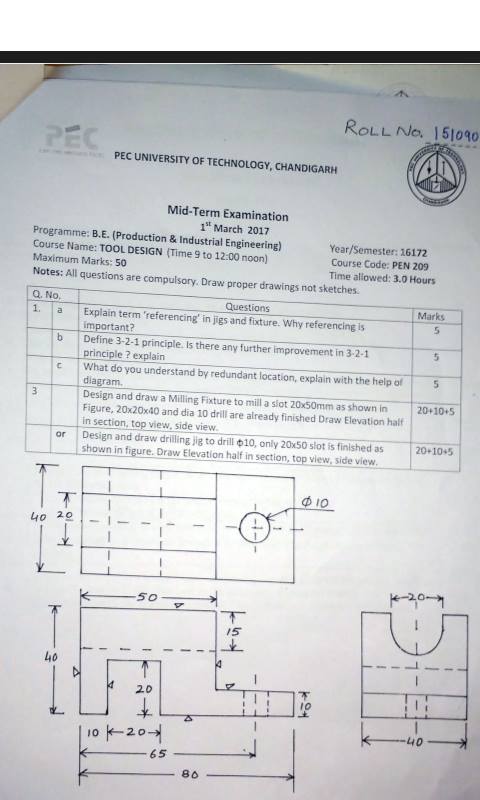 ROLL No. 151090
PEC
PEC UNIVERSITY OF TECHNOLOGY, CHANDIGARH
Mid-Term Examination
1st March 2017
Programme: B.E. (Production & Industrial Engineering)
Year/Semester: 16172
Course Name: TOOL DESIGN (Time 9 to 12:00 noon)
Course Code: PEN 209
Maximum Marks: 50
Time allowed: 3.0 Hours
Notes: All questions are compulsory. Draw proper drawings not sketches.
Q. No. Questions Marks
1. a Explain term 'referencing' in jigs and fixture. Why referencing is
important? 5
b Define 3-2-1 principle. Is there any further improvement in 3-2-1
principle ? explain 5
c What do you understand by redundant location, explain with the help of
diagram. 5
3 Design and draw a Milling Fixture to mill a slot 20x50mm as shown in
Figure, 20x20x40 and dia 10 drill are already finished Draw Elevation half
in section, top view, side view. 20+10+5
or Design and draw drilling jig to drill ϕ10, only 20x50 slot is finished as
shown in figure. Draw Elevation half in section, top view, side view. 20+10+5
40 20
ϕ 10
50
15
40
20
10
10 20
65
80
20
40